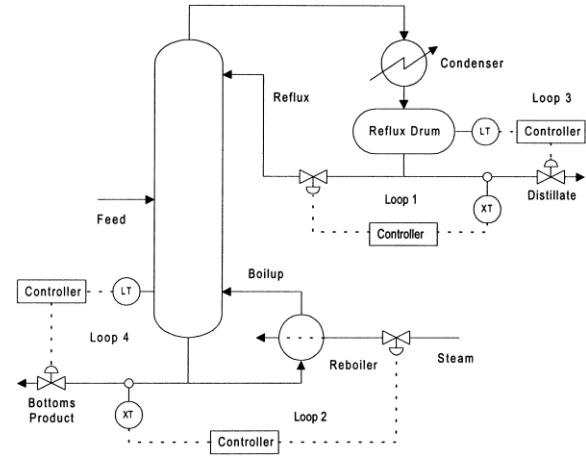 Condenser
Reflux
Loop 3
Reflux Drum
LT
Controller
Distillate
Feed
Loop 1
XT
Controller
Boilup
Controller
LT
Loop 4
Reboiler
Steam
Bottoms
Product
XT
Loop 2
Controller